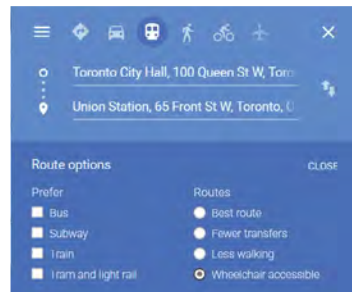 Toronto City Hall, 100 Queen St W, Toro
Union Station, 65 Front St W, Toronto,
Route options
CLOSE
Prefer
Routes
Bus
Best route
Subway
Fewer transfers
Train
Less walking
Tram and light rail
Wheelchair accessible